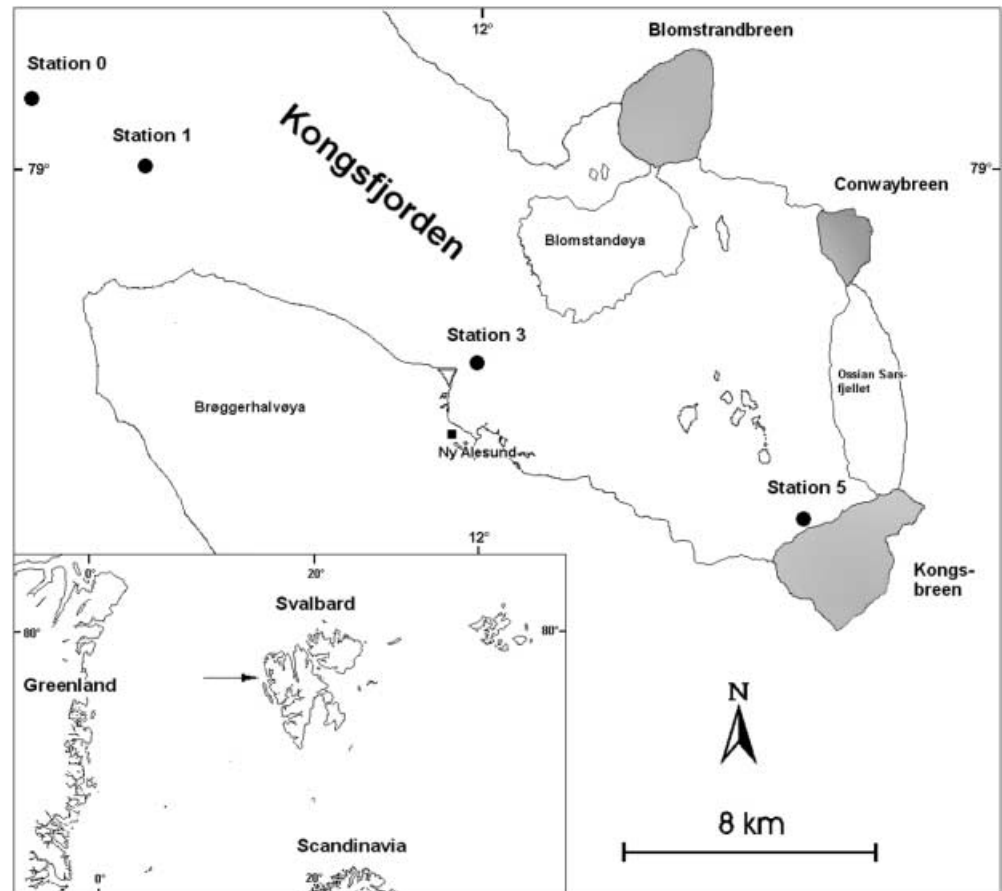 12°
Blomstrandbreen
Station 0
Station 1
Kongsfjorden
79°
79°
Conwaybreen
Blomstandøya
Station 3
Ossian Sars-
fjellet
Brøggerhalvøya
Ny Ålesund
Station 5
12°
Kongs-
breen
0°
20°
Svalbard
80°
80°
Greenland
N
8 km
Scandinavia
0°
20°